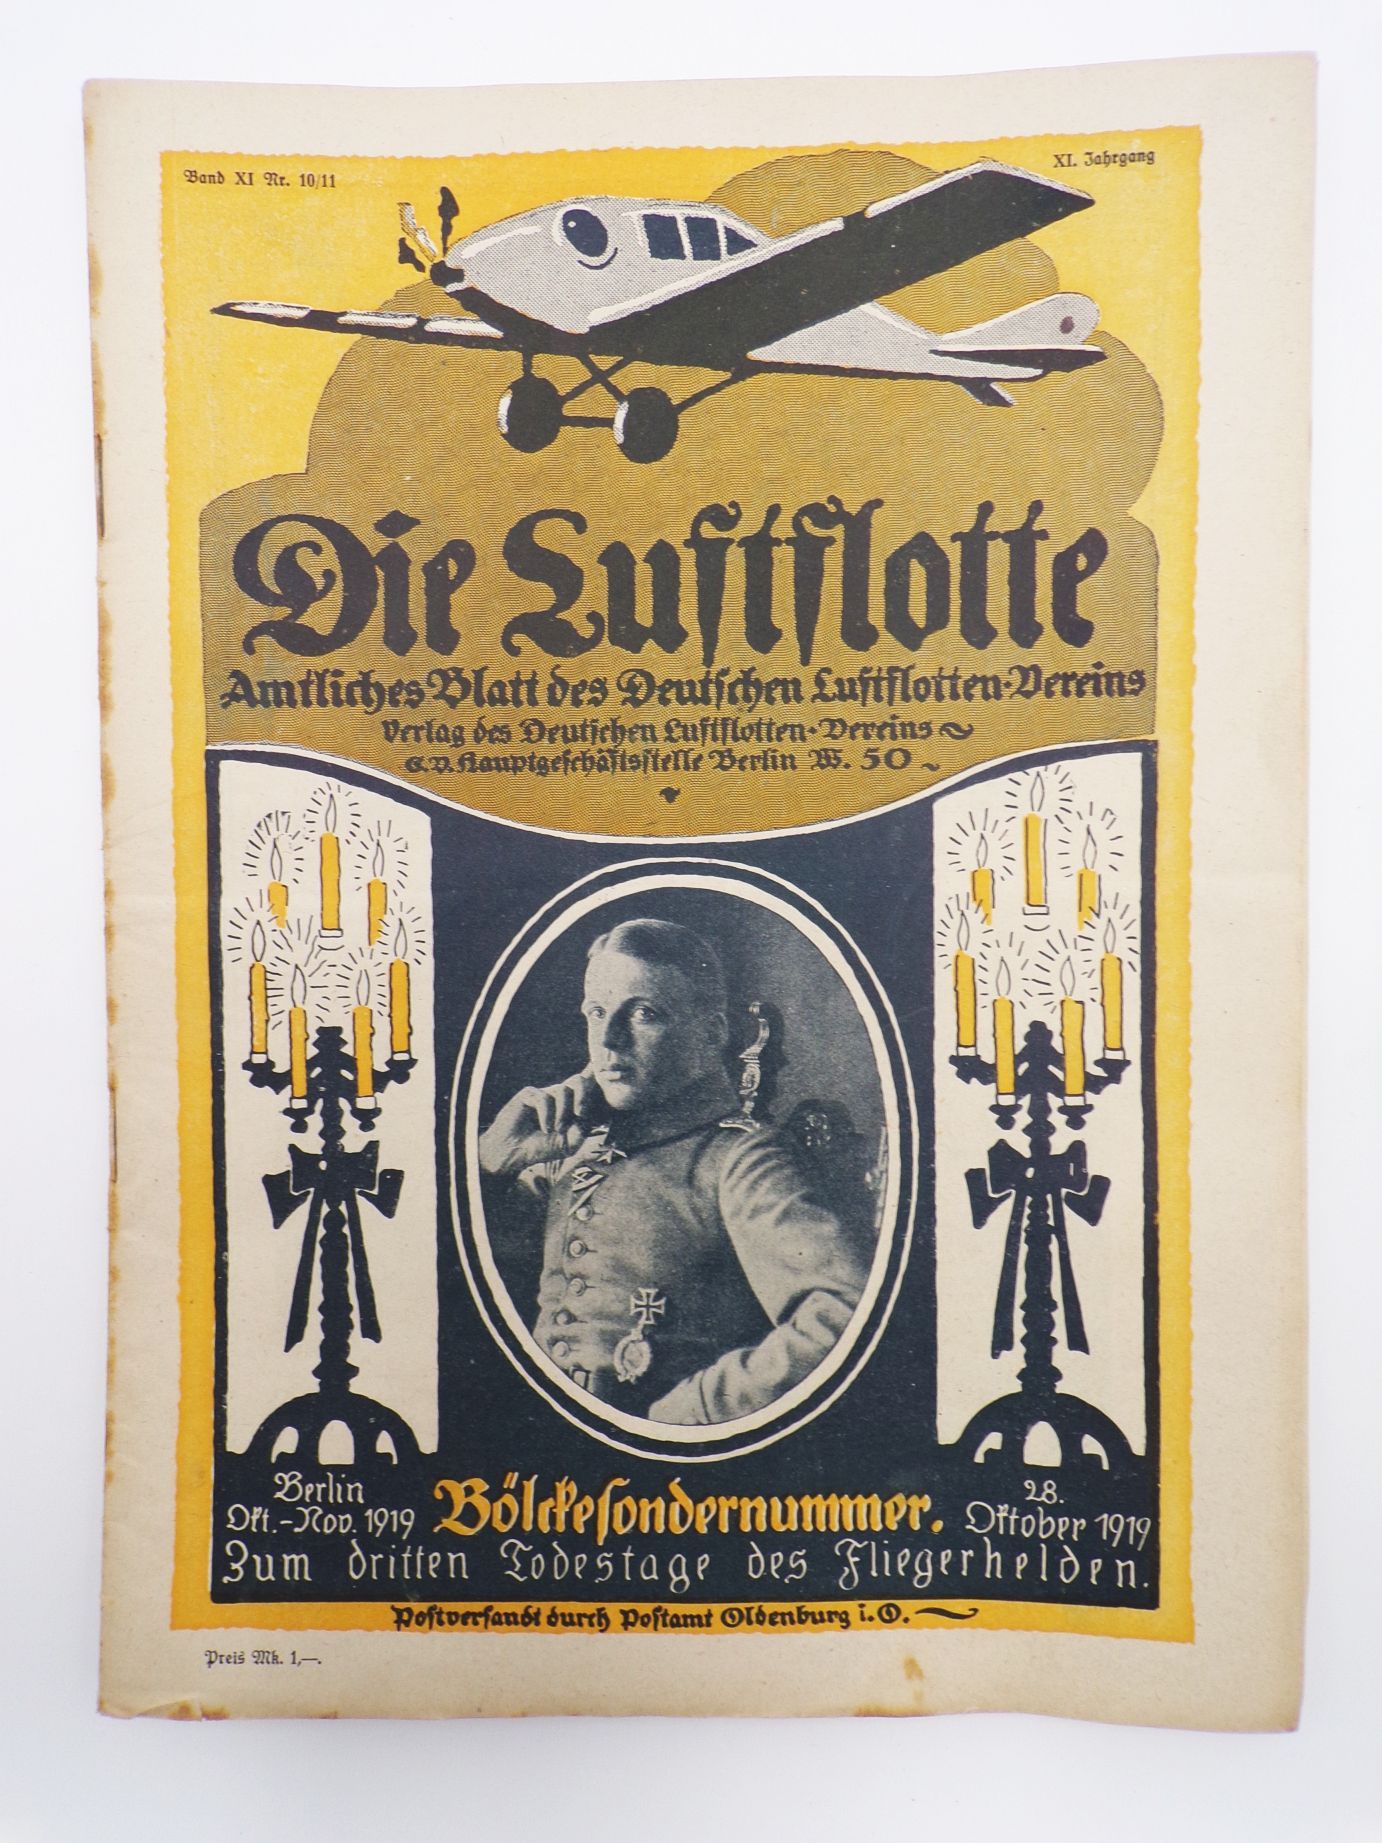 Band XI Nr. 10/11
XI. Jahrgang
Die Luftflotte
Amtliches Blatt des Deutschen Luftflotten-Vereins
Verlag des Deutschen Luftflotten-Vereins
E.V. Hauptgeschäftsstelle Berlin W. 50
Berlin
Okt.-Nov. 1919
Bölckesondernummer.
28.
Oktober 1919
Zum dritten Todestage des Fliegerhelden.
Postversandt durch Postamt Oldenburg i. O.
Preis Mk. 1,—.